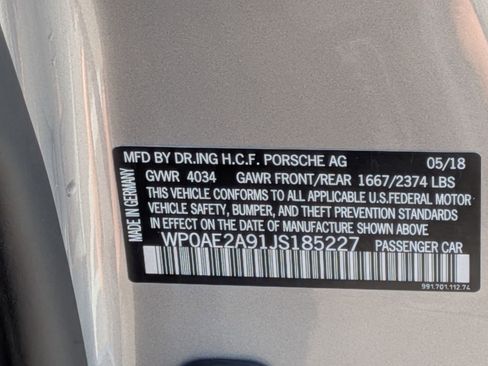 MFD. BY DR.ING H.C.F. PORSCHE AG 05/18
GVWR 4034 GAWR FRONT/REAR 1667/2374 LBS
THIS VEHICLE CONFORMS TO ALL APPLICABLE U.S.FEDERAL MOTOR
VEHICLE SAFETY, BUMPER, AND THEFT PREVENTION STANDARDS
IN EFFECT ON THE DATE OF MANUFACTURE SHOWN ABOVE
WP0AE2A91JS185227 PASSENGER CAR
991.701.112.74
MADE IN GERMANY